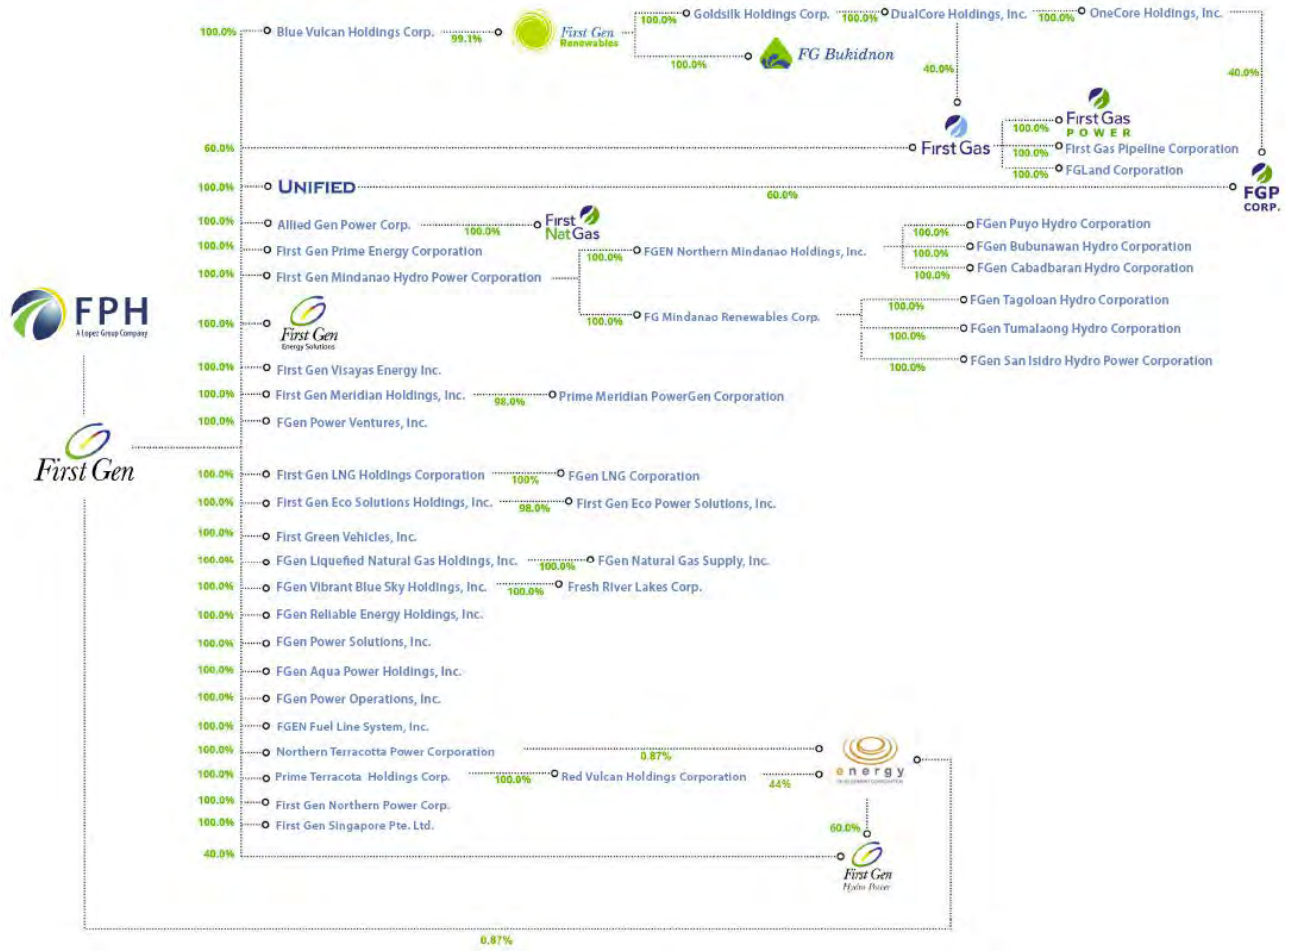 100.0% Goldsilk Holdings Corp. 100.0% DualCore Holdings, Inc. 100.0% OneCore Holdings, Inc.
100.0% Blue Vulcan Holdings Corp. 99.1% First Gen
Renewables
100.0% FG Bukidnon
40.0% 40.0%
First Gas
POWER
100.0%
60.0% First Gas 100.0% First Gas Pipeline Corporation
100.0% FGLand Corporation
100.0% UNIFIED 60.0% FGP
CORP.
100.0% Allied Gen Power Corp. 100.0% First
NatGas
100.0% FGen Puyo Hydro Corporation
100.0% First Gen Prime Energy Corporation 100.0% FGEN Northern Mindanao Holdings, Inc. 100.0% FGen Bubunawan Hydro Corporation
100.0% FGen Cabadbaran Hydro Corporation
100.0% First Gen Mindanao Hydro Power Corporation
100.0% FGen Tagoloan Hydro Corporation
FPH
A Lopez Group Company
100.0% First Gen
Energy Solutions
100.0% FG Mindanao Renewables Corp.
100.0% FGen Tumalaong Hydro Corporation
100.0% FGen San Isidro Hydro Power Corporation
100.0% First Gen Visayas Energy Inc.
100.0% First Gen Meridian Holdings, Inc. 98.0% Prime Meridian PowerGen Corporation
100.0% FGen Power Ventures, Inc.
First Gen
100.0% First Gen LNG Holdings Corporation 100% FGen LNG Corporation
100.0% First Gen Eco Solutions Holdings, Inc. 98.0% First Gen Eco Power Solutions, Inc.
100.0% First Green Vehicles, Inc.
100.0% FGen Liquefied Natural Gas Holdings, Inc. 100.0% FGen Natural Gas Supply, Inc.
100.0% FGen Vibrant Blue Sky Holdings, Inc. 100.0% Fresh River Lakes Corp.
100.0% FGen Reliable Energy Holdings, Inc.
100.0% FGen Power Solutions, Inc.
100.0% FGen Aqua Power Holdings, Inc.
100.0% FGen Power Operations, Inc.
100.0% FGEN Fuel Line System, Inc.
100.0% Northern Terracotta Power Corporation 0.87%
energy
DEVELOPMENT CORPORATION
100.0% Prime Terracota Holdings Corp. 100.0% Red Vulcan Holdings Corporation 44%
100.0% First Gen Northern Power Corp.
100.0% First Gen Singapore Pte. Ltd. 60.0%
40.0% First Gen
Hydro Power
0.87%